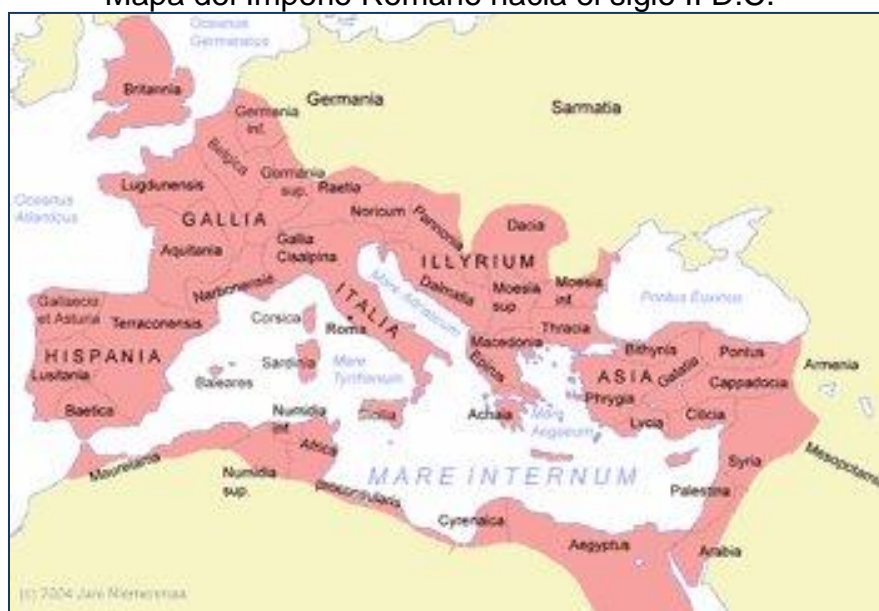 Mapa del Imperio Romano hacia el siglo II D.C.
Oceanus
Germanicus
Britannia
Germania
Sarmatia
Germania
inf.
Belgica
Lugdunensis
Germania
sup.
Raetia
Oceanus
Atlanticus
Noricum
Pannonia
Dacia
GALLIA
Gallia
Cisalpina
Aquitania
ILLYRIUM
Narbonensis
Dalmatia
Moesia
sup.
Moesia
inf.
Pontus Euxinus
Gallaecia
et Asturia
Terraconensis
Corsica
ITALIA
Mare Adriaticum
Roma
Thracia
Macedonia
Bithynia
Pontus
Armenia
HISPANIA
Lusitania
Sardinia
Mare
Tyrrhenum
Epirus
ASIA
Galatia
Cappadocia
Baleares
Phrygia
Baetica
Numidia
inf.
Sicilia
Achaia
Mare
Aegaeum
Lycia
Cilicia
Mauretania
Africa
Numidia
sup.
proconsularis
MARE INTERNUM
Syria
Mesopotamia
Palestina
Cyrenaica
Aegyptus
Arabia
(c) 2004 Jani Niemenmaa